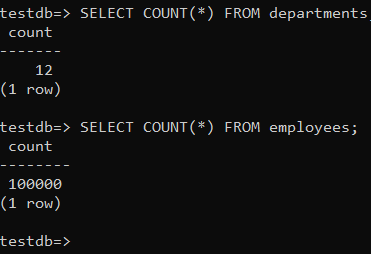 testdb=> SELECT COUNT(*) FROM departments;
 count
-------
    12
(1 row)
testdb=> SELECT COUNT(*) FROM employees;
 count
--------
 100000
(1 row)
testdb=>